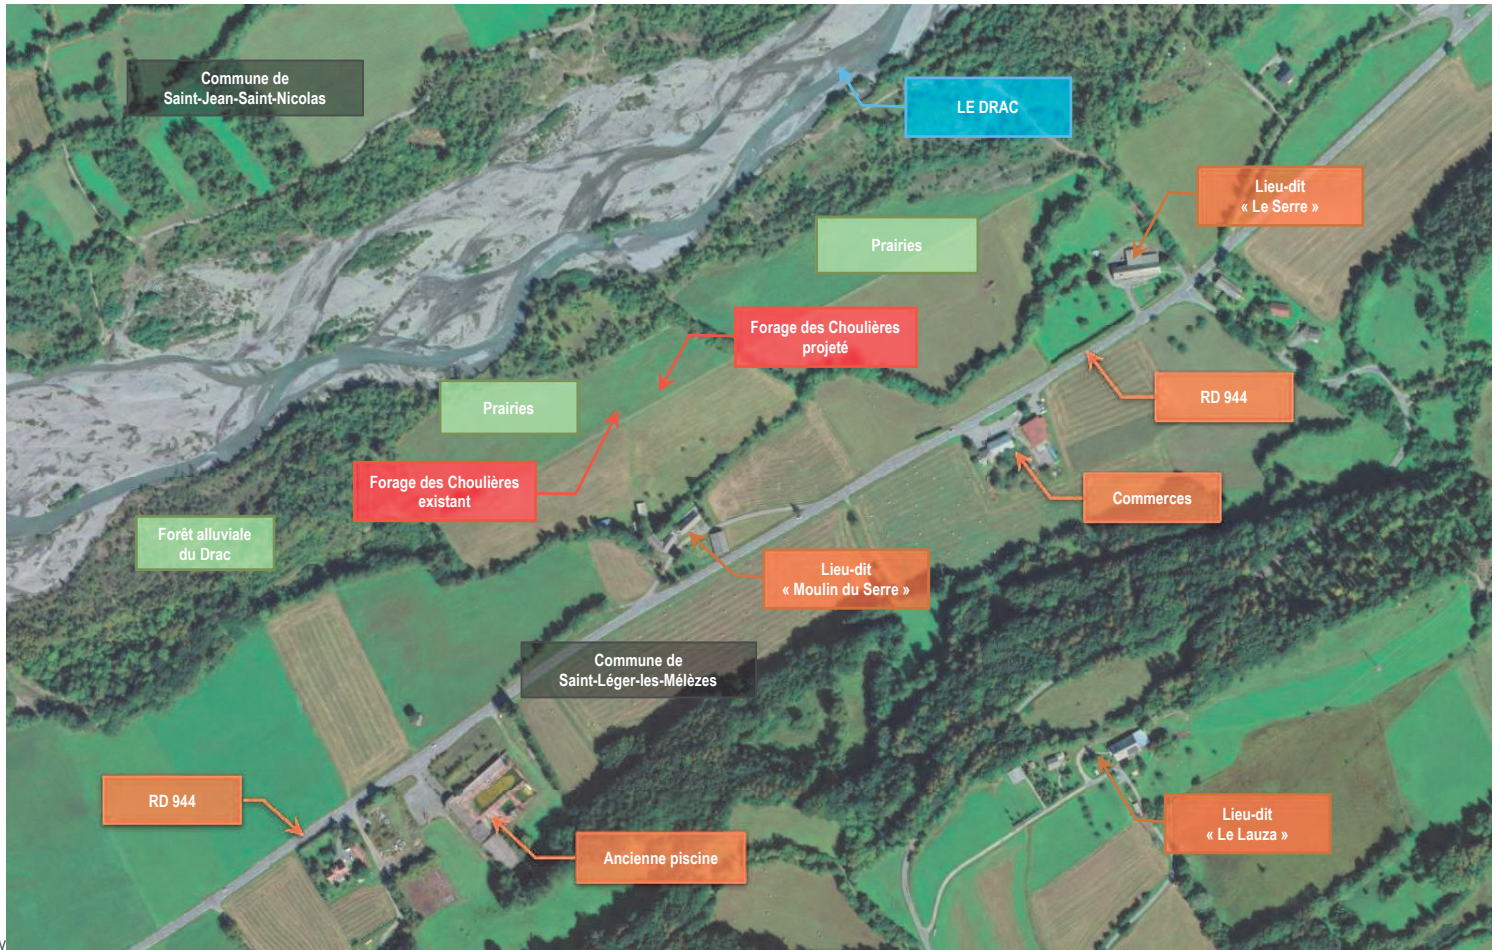 Commune de
Saint-Jean-Saint-Nicolas
LE DRAC
Lieu-dit
« Le Serre »
Prairies
Forage des Choulières
projeté
RD 944
Prairies
Forage des Choulières
existant
Commerces
Forêt alluviale
du Drac
Lieu-dit
« Moulin du Serre »
Commune de
Saint-Léger-les-Mélèzes
RD 944
Lieu-dit
« Le Lauza »
Ancienne piscine